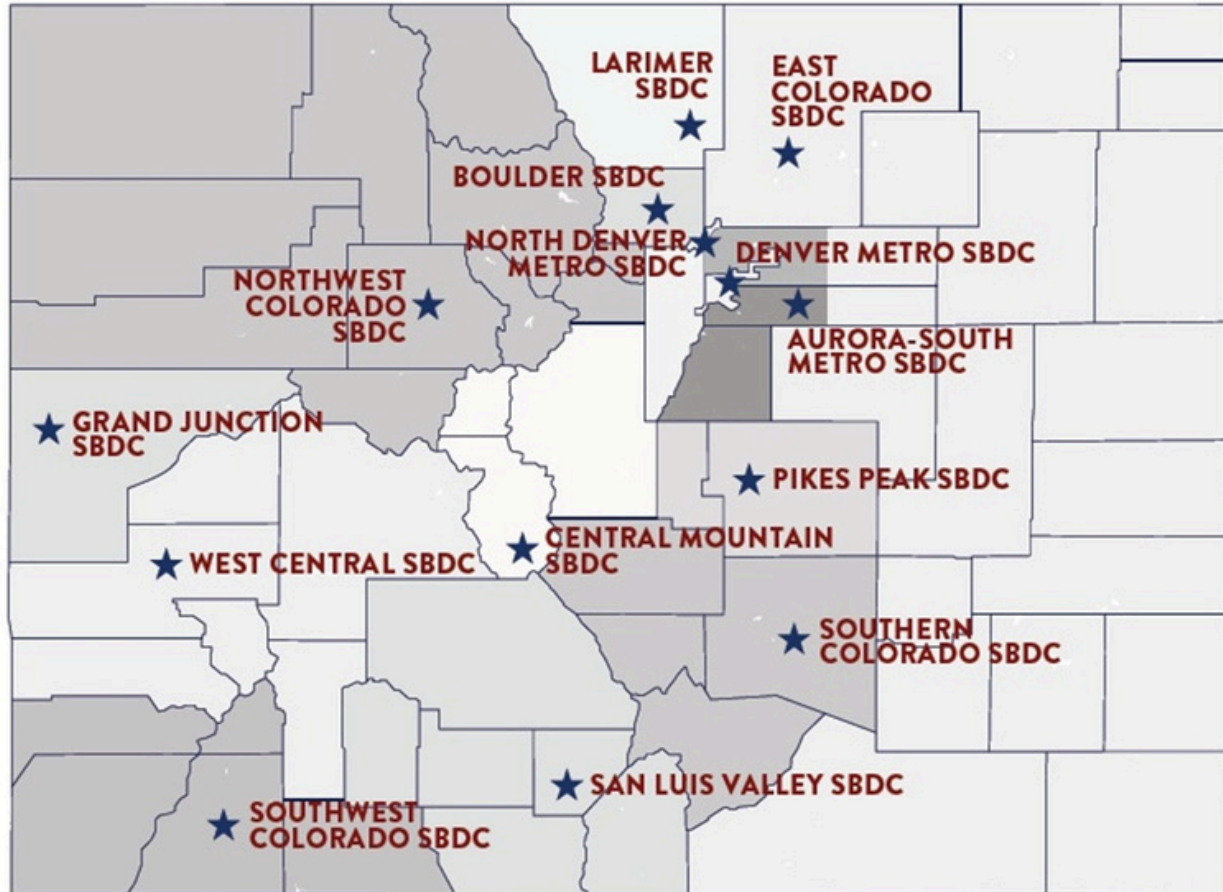 LARIMER
SBDC
EAST
COLORADO
SBDC
BOULDER SBDC
NORTH DENVER
METRO SBDC
DENVER METRO SBDC
NORTHWEST
COLORADO
SBDC
AURORA-SOUTH
METRO SBDC
GRAND JUNCTION
SBDC
PIKES PEAK SBDC
CENTRAL MOUNTAIN
SBDC
WEST CENTRAL SBDC
SOUTHERN
COLORADO SBDC
SAN LUIS VALLEY SBDC
SOUTHWEST
COLORADO SBDC